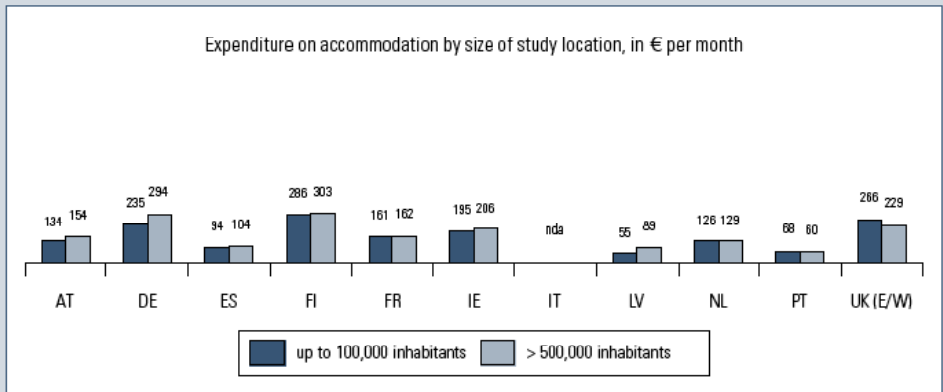 Expenditure on accommodation by size of study location, in € per month
134 154 235 294 94 104 286 303 161 162 195 206 nda 55 89 126 129 68 60 266 229
AT DE ES FI FR IE IT LV NL PT UK (E/W)
up to 100,000 inhabitants > 500,000 inhabitants